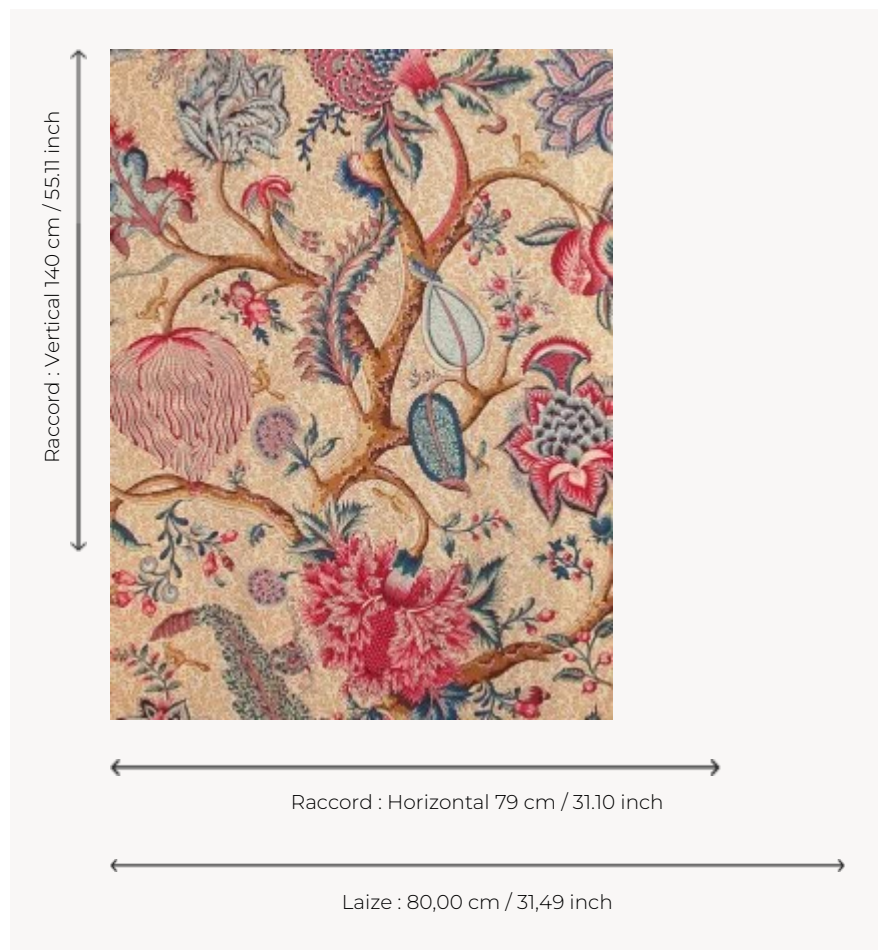 Raccord : Vertical 140 cm / 55.11 inch
Raccord : Horizontal 79 cm / 31.10 inch
Laize : 80,00 cm / 31,49 inch